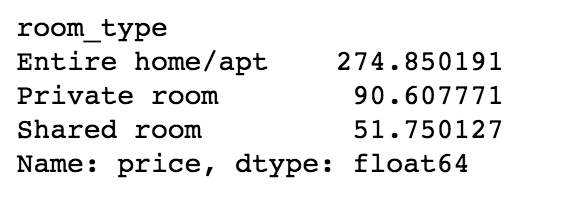 room_type
Entire home/apt    274.850191
Private room        90.607771
Shared room         51.750127
Name: price, dtype: float64